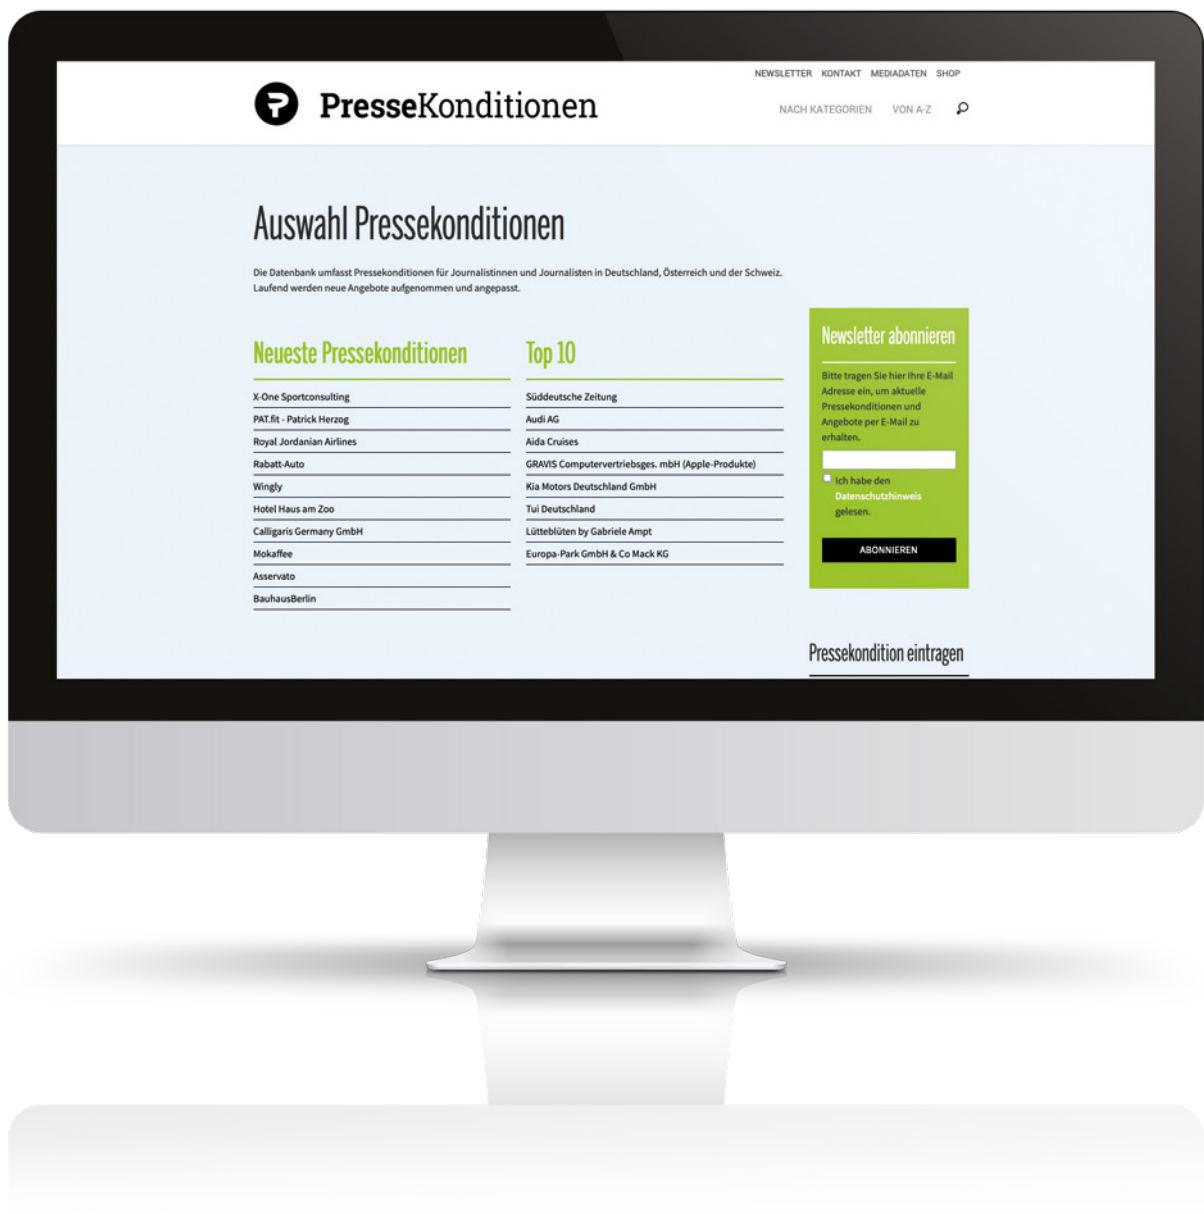 NEWSLETTER KONTAKT MEDIADATEN SHOP
PresseKonditionen
NACH KATEGORIEN VON A-Z
Auswahl Pressekonditionen
Die Datenbank umfasst Pressekonditionen für Journalistinnen und Journalisten in Deutschland, Österreich und der Schweiz.
Laufend werden neue Angebote aufgenommen und angepasst.
Neueste Pressekonditionen
X-One Sportconsulting
PAT.fit - Patrick Herzog
Royal Jordanian Airlines
Rabatt-Auto
Wingly
Hotel Haus am Zoo
Calligaris Germany GmbH
Mokaffee
Asservato
BauhausBerlin
Top 10
Süddeutsche Zeitung
Audi AG
Aida Cruises
GRAVIS Computervertriebsges. mbH (Apple-Produkte)
Kia Motors Deutschland GmbH
Tui Deutschland
Lütteblüten by Gabriele Ampt
Europa-Park GmbH & Co Mack KG
Newsletter abonnieren
Bitte tragen Sie hier Ihre E-Mail
Adresse ein, um aktuelle
Pressekonditionen und
Angebote per E-Mail zu
erhalten.
Ich habe den
Datenschutzhinweis
gelesen.
ABONNIEREN
Pressekondition eintragen